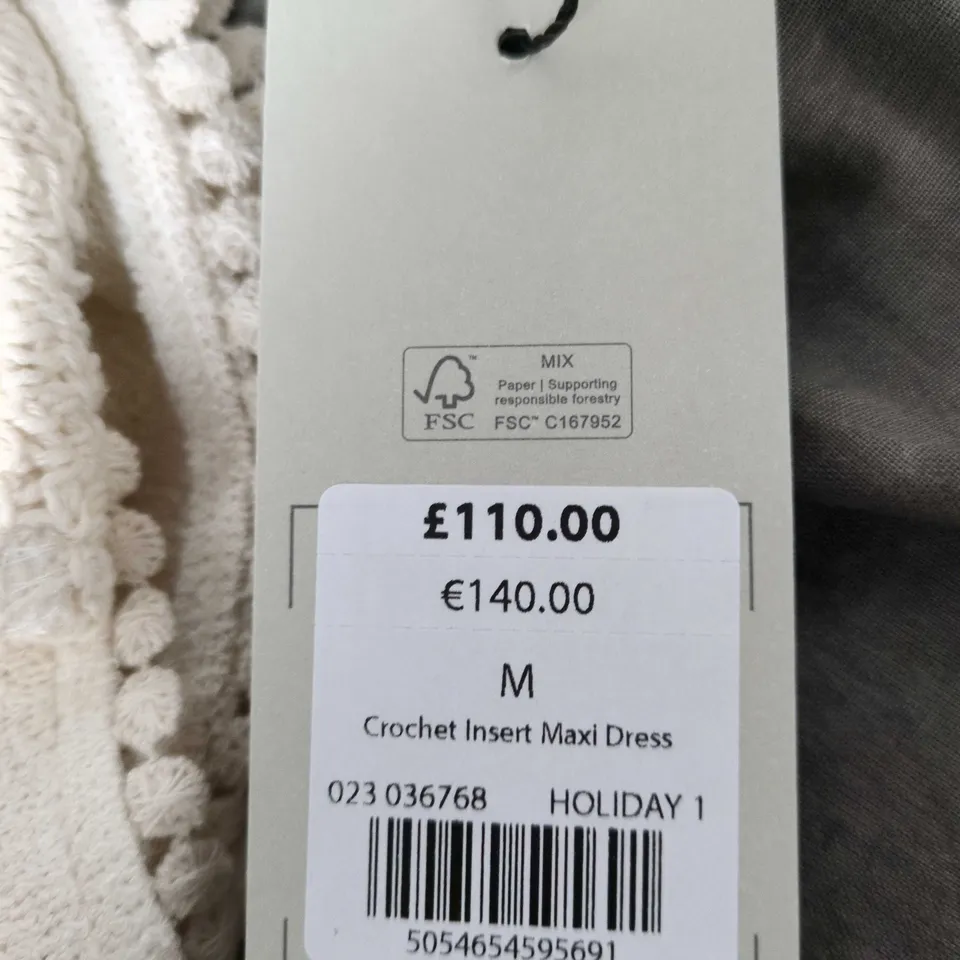 MIX
Paper | Supporting
responsible forestry
FSC™ C167952
™
FSC
£110.00
€140.00
M
Crochet Insert Maxi Dress
023 036768 HOLIDAY 1
5054654595691